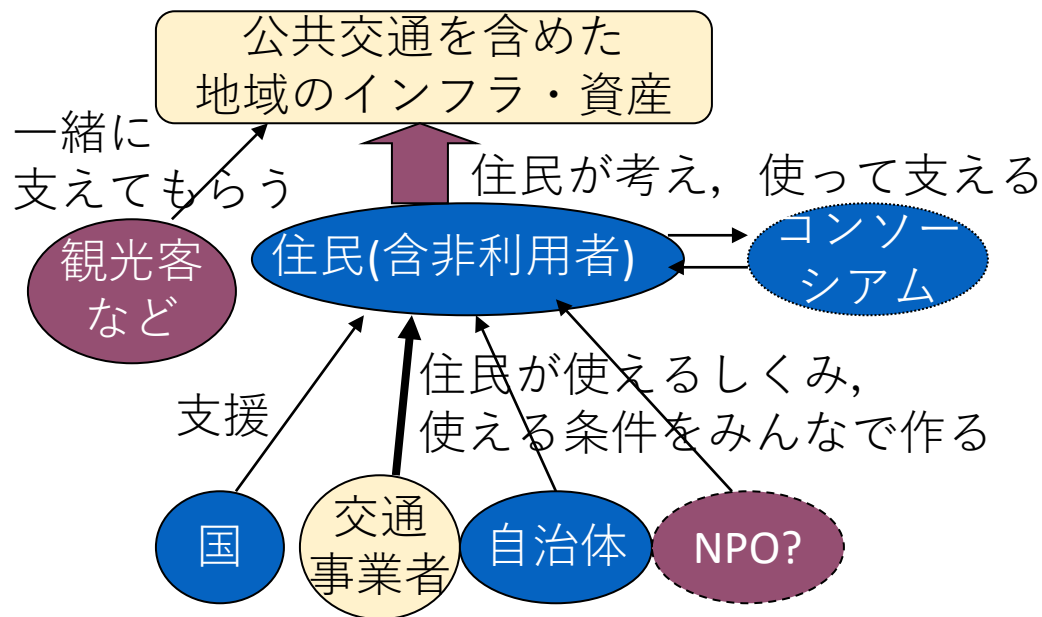 公共交通を含めた
地域のインフラ・資産
一緒に
支えてもらう
住民が考え，使って支える
観光客
など
住民(含非利用者)
コンソー
シアム
支援
住民が使えるしくみ，
使える条件をみんなで作る
国
交通
事業者
自治体
NPO?